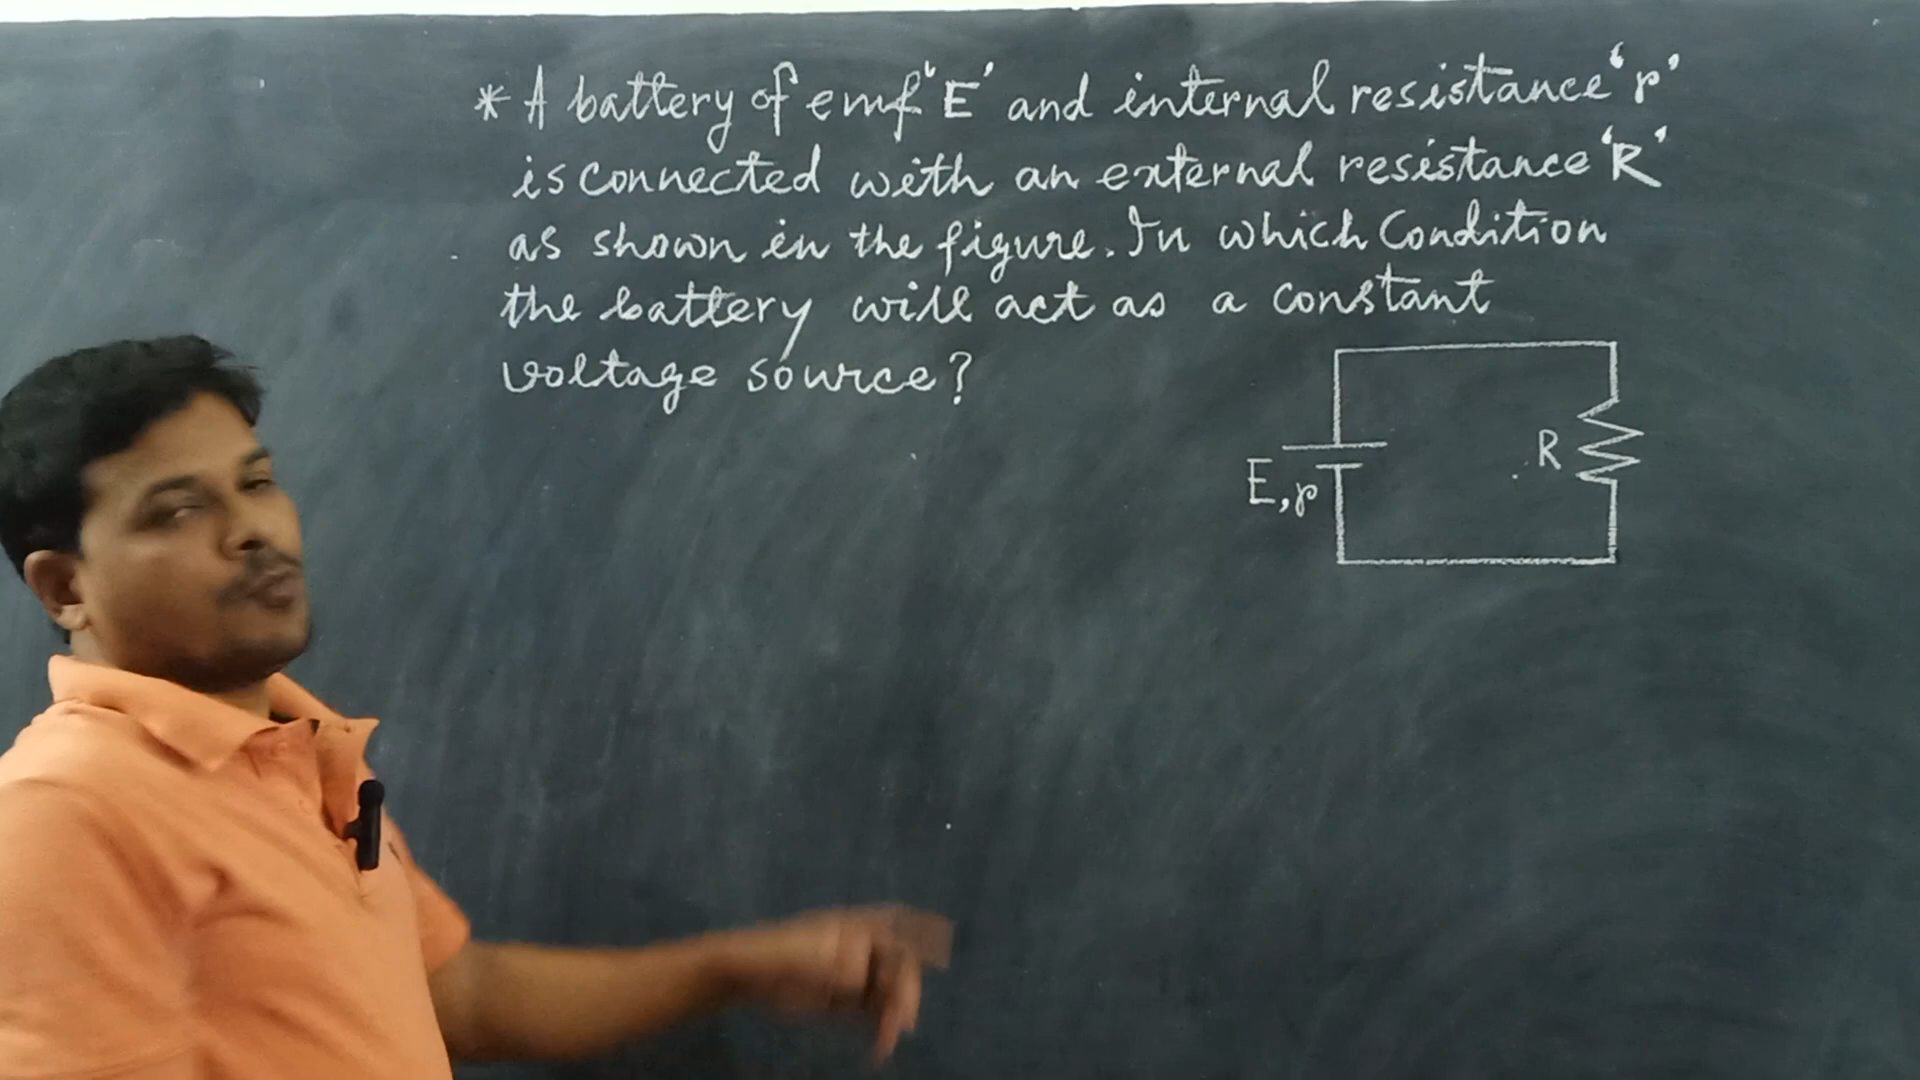 * A battery of emf 'E' and internal resistance 'r'
is connected with an external resistance 'R'
as shown in the figure. In which Condition
the battery will act as a constant
voltage source?
R
E, r